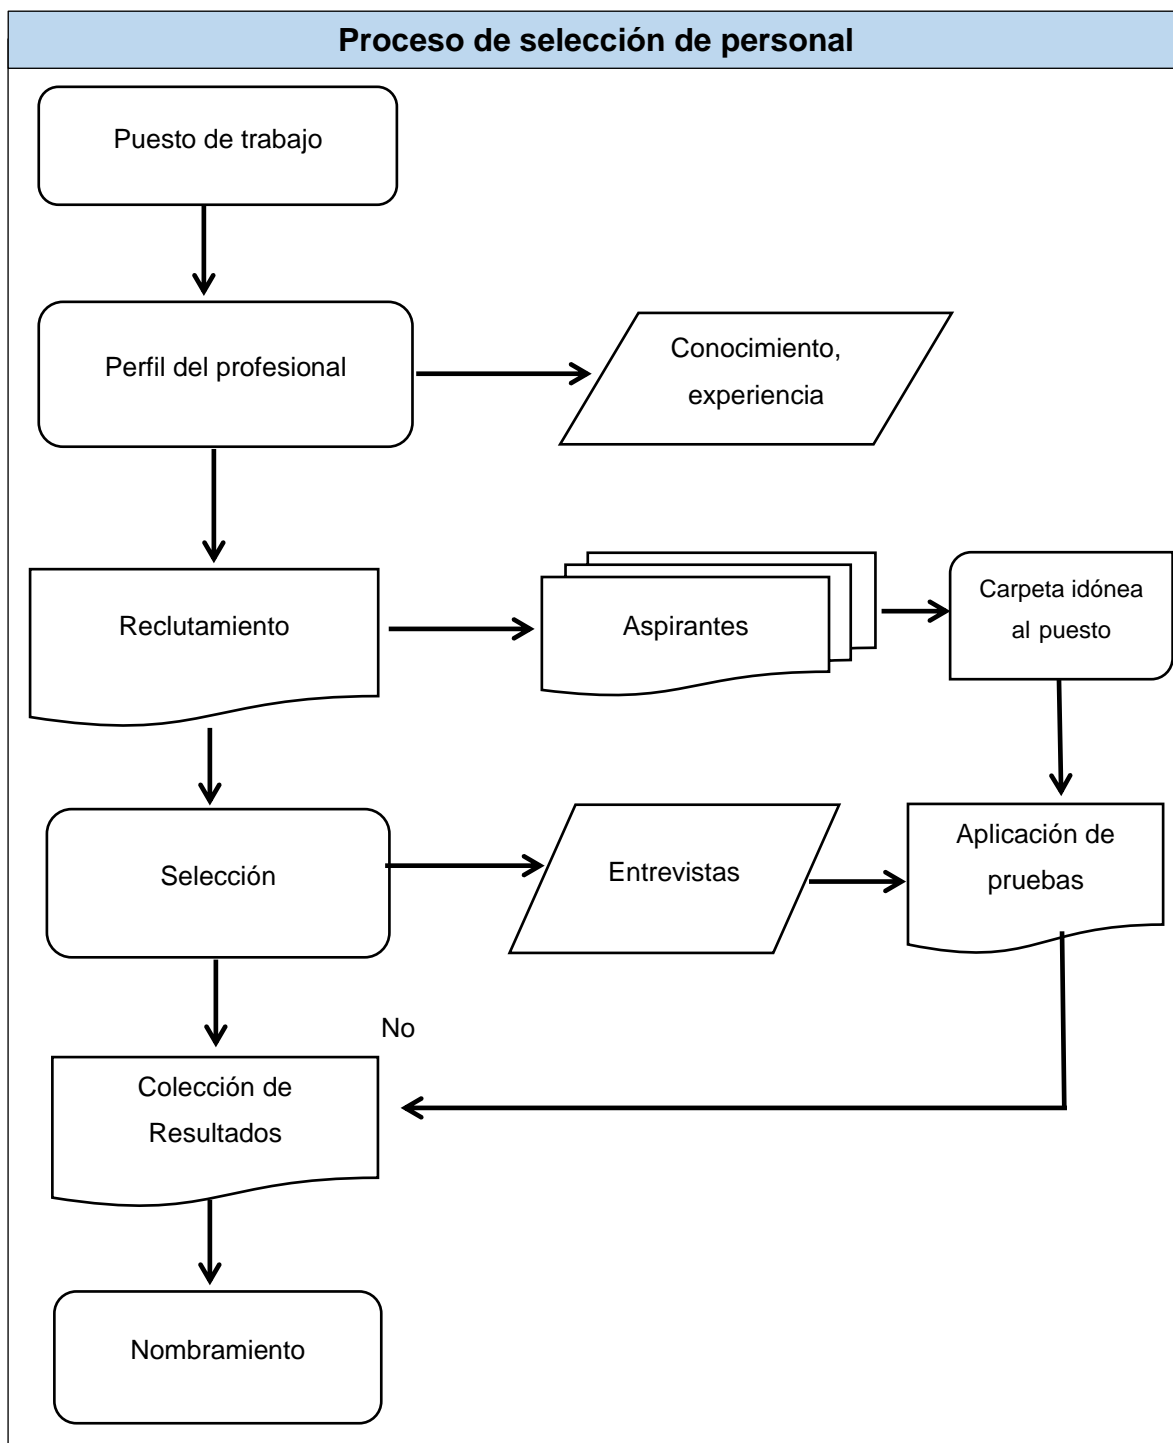 Proceso de selección de personal
Puesto de trabajo
Perfil del profesional
Conocimiento,
experiencia
Reclutamiento
Aspirantes
Carpeta idónea
al puesto
Selección
Entrevistas
Aplicación de
pruebas
No
Colección de
Resultados
Nombramiento